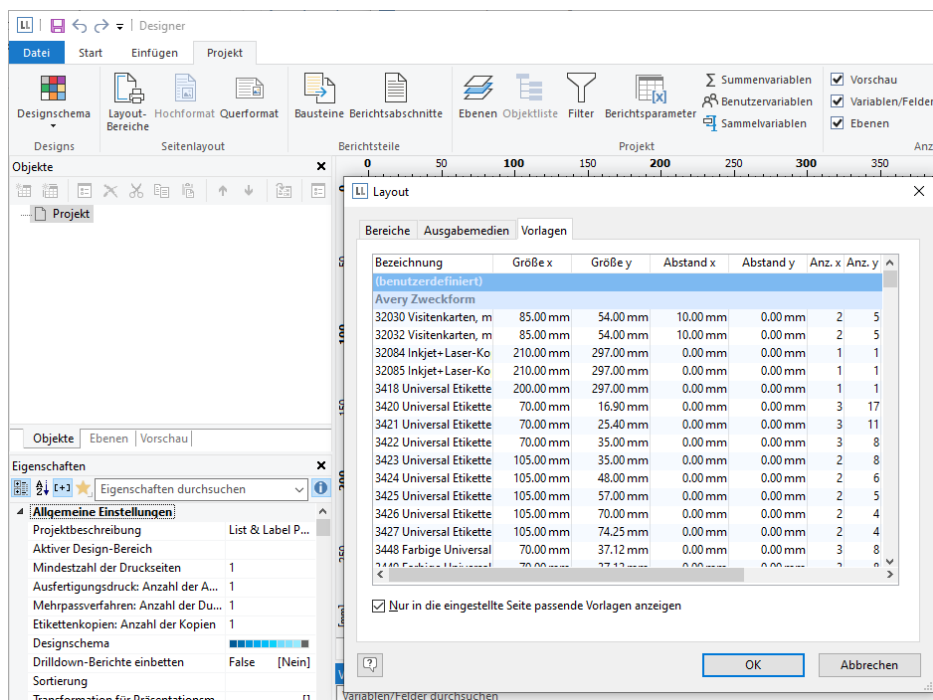 LL Designer
Datei Start Einfügen Projekt
Designschema Layout-Bereiche Hochformat Querformat Bausteine Berichtsabschnitte Ebenen Objektliste Filter Berichtsparameter
Summenvariablen Vorschau
Benutzervariablen Variablen/Felder
Sammelvariablen Ebenen
Designs Seitenlayout Berichtsteile Projekt Anz
Objekte
0 50 100 150 200 250 300 350
Projekt
LL Layout
Bereiche Ausgabemedien Vorlagen
Bezeichnung Größe x Größe y Abstand x Abstand y Anz. x Anz. y
(benutzerdefiniert)
Avery Zweckform
32030 Visitenkarten, m 85.00 mm 54.00 mm 10.00 mm 0.00 mm 2 5
32032 Visitenkarten, m 85.00 mm 54.00 mm 10.00 mm 0.00 mm 2 5
32084 Inkjet+Laser-Ko 210.00 mm 297.00 mm 0.00 mm 0.00 mm 1 1
32085 Inkjet+Laser-Ko 210.00 mm 297.00 mm 0.00 mm 0.00 mm 1 1
3418 Universal Etikette 200.00 mm 297.00 mm 0.00 mm 0.00 mm 1 1
3420 Universal Etikette 70.00 mm 16.90 mm 0.00 mm 0.00 mm 3 17
3421 Universal Etikette 70.00 mm 25.40 mm 0.00 mm 0.00 mm 3 11
3422 Universal Etikette 70.00 mm 35.00 mm 0.00 mm 0.00 mm 3 8
3423 Universal Etikette 105.00 mm 35.00 mm 0.00 mm 0.00 mm 2 8
3424 Universal Etikette 105.00 mm 48.00 mm 0.00 mm 0.00 mm 2 6
3425 Universal Etikette 105.00 mm 57.00 mm 0.00 mm 0.00 mm 2 5
3426 Universal Etikette 105.00 mm 70.00 mm 0.00 mm 0.00 mm 2 4
3427 Universal Etikette 105.00 mm 74.25 mm 0.00 mm 0.00 mm 2 4
3448 Farbige Universal 70.00 mm 37.12 mm 0.00 mm 0.00 mm 3 8
Nur in die eingestellte Seite passende Vorlagen anzeigen
OK Abbrechen
Objekte Ebenen Vorschau
Eigenschaften
Eigenschaften durchsuchen
Allgemeine Einstellungen
Projektbeschreibung List & Label P...
Aktiver Design-Bereich
Mindestzahl der Druckseiten 1
Ausfertigungsdruck: Anzahl der A... 1
Mehrpassverfahren: Anzahl der Du... 1
Etikettenkopien: Anzahl der Kopien 1
Designschema
Drilldown-Berichte einbetten False [Nein]
Sortierung
Variablen/Felder durchsuchen